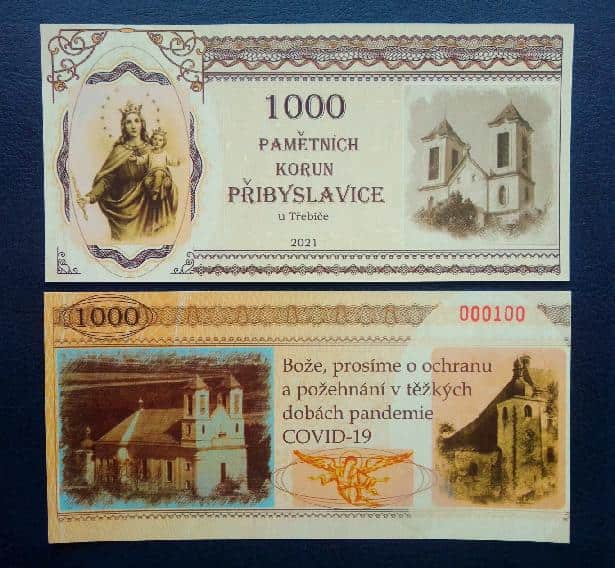 1000
PAMĚTNÍCH
KORUN
PŘIBYSLAVICE
u Třebíče
2021
1000
000100
Bože, prosíme o ochranu
a požehnání v těžkých
dobách pandemie
COVID-19